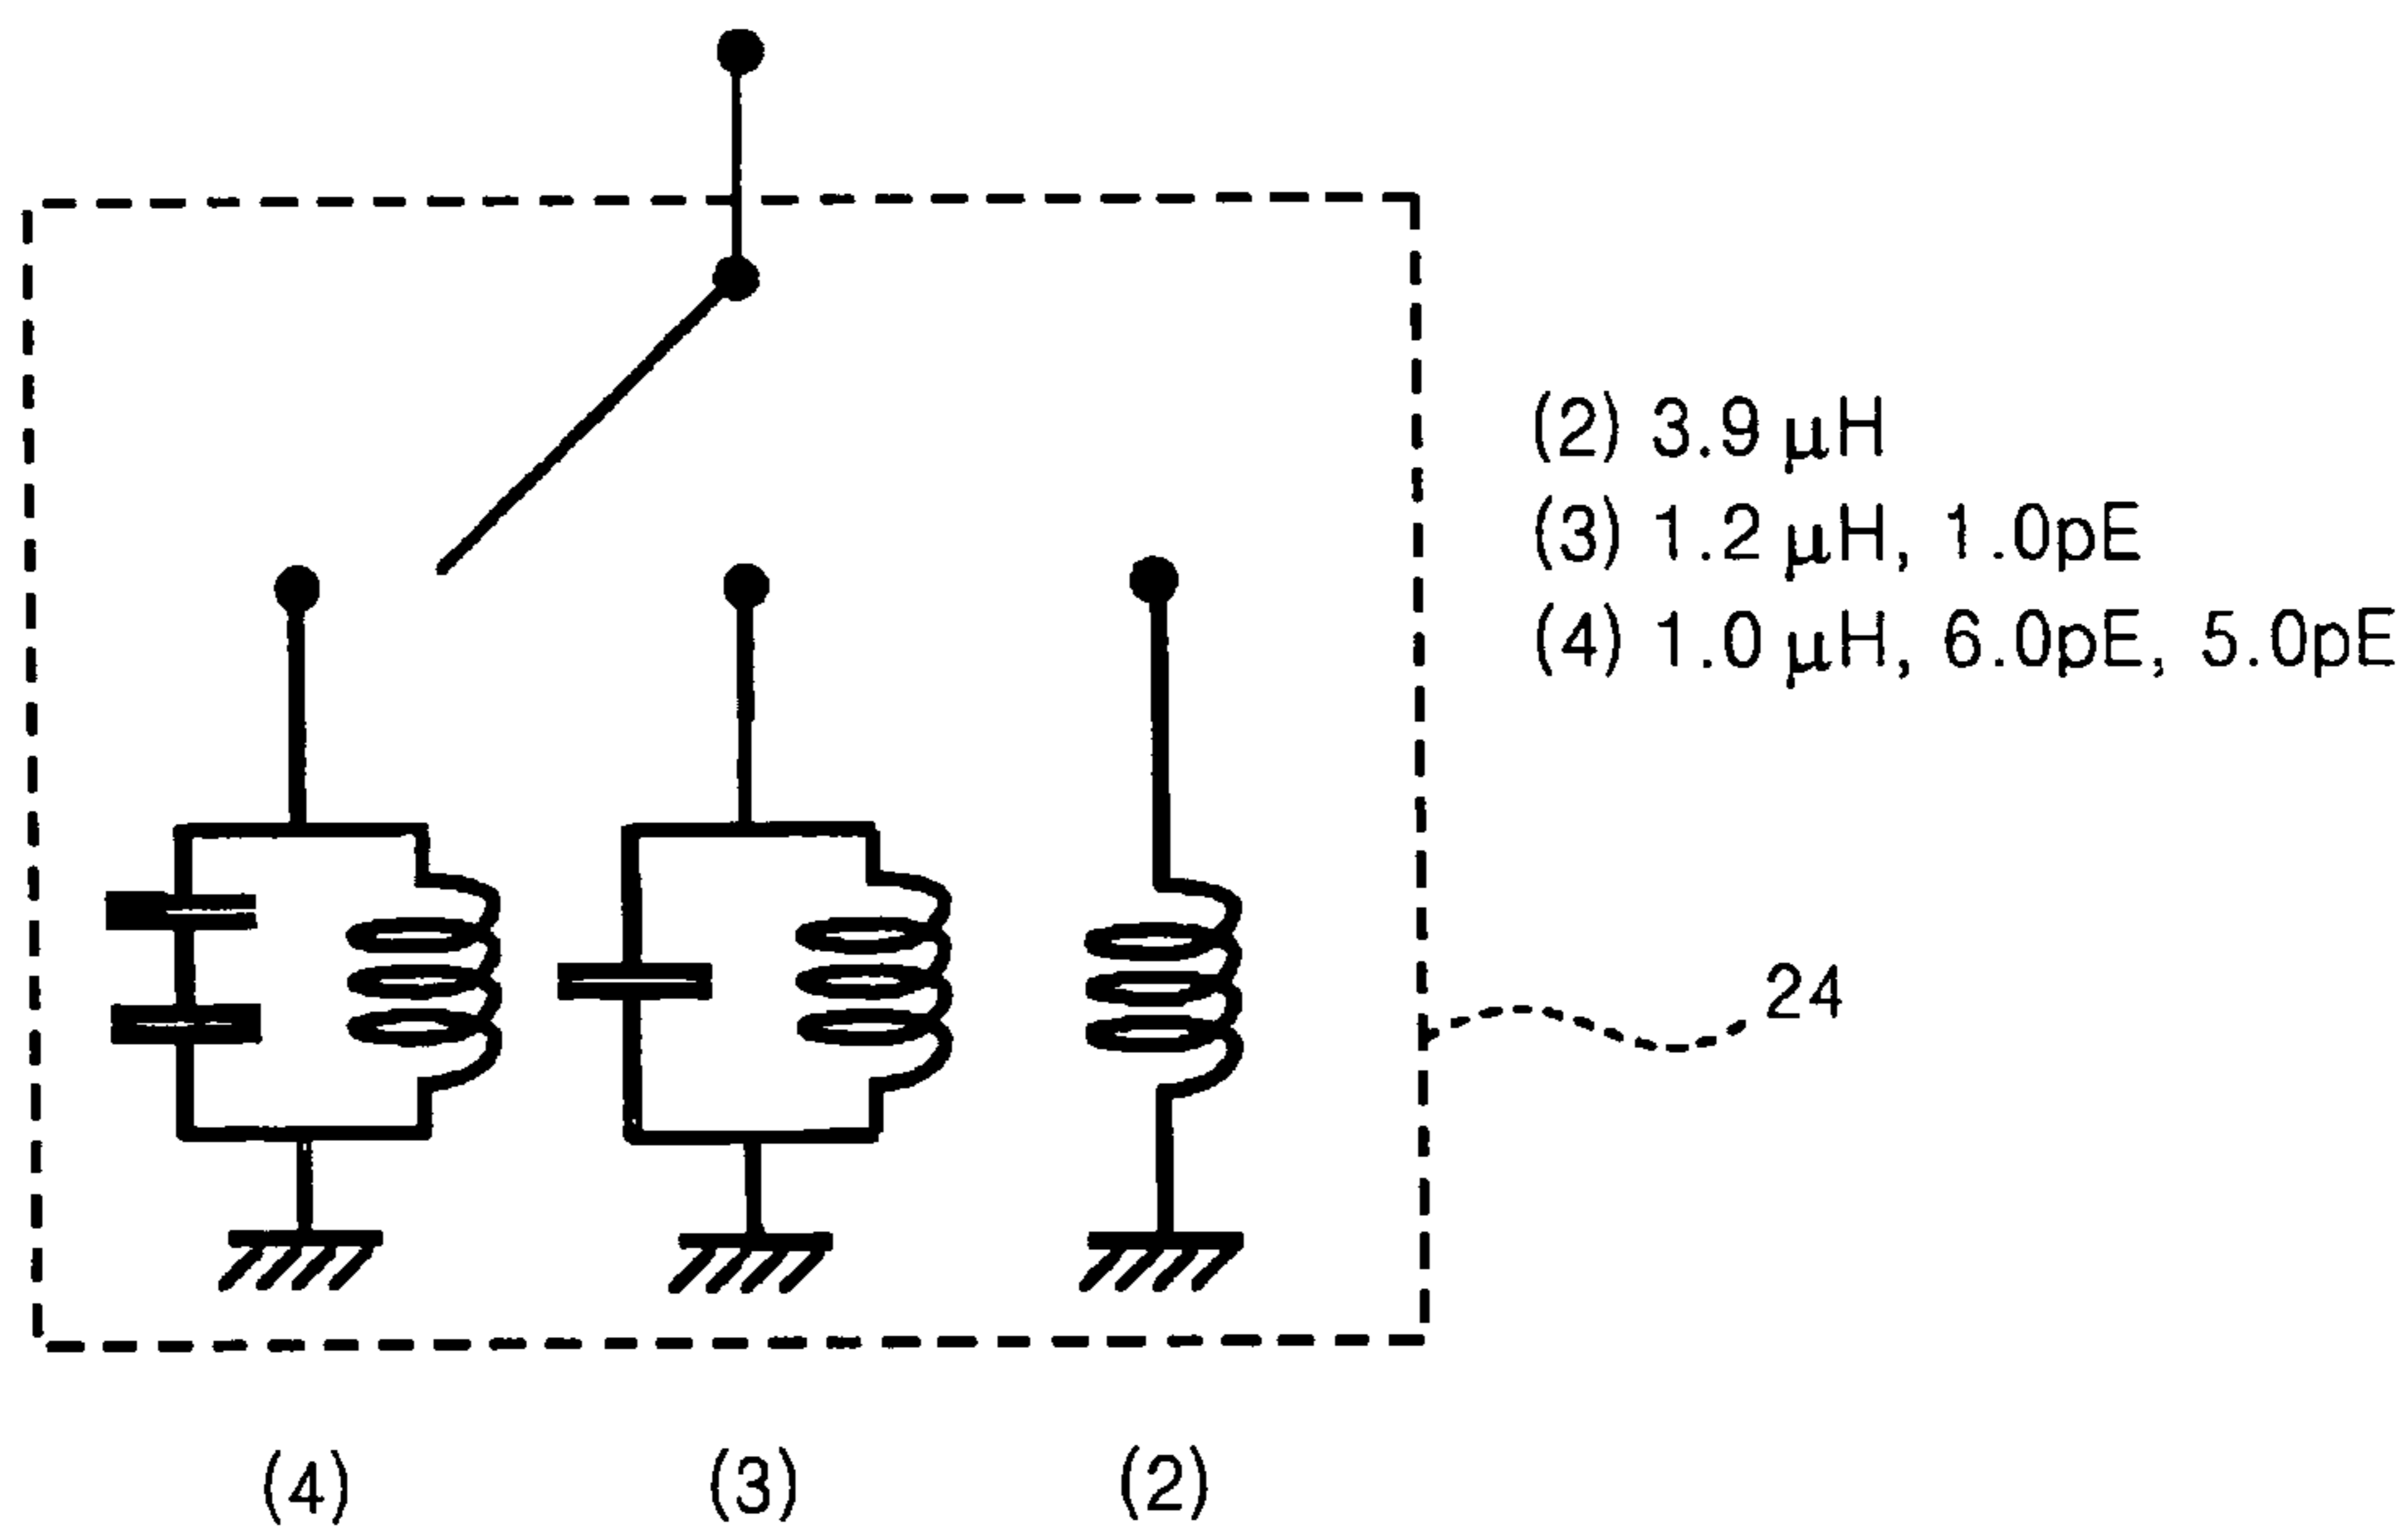 (2) 3.9 μH
(3) 1.2 μH, 1.0pE
(4) 1.0 μH, 6.0pE, 5.0pE
24
(4) (3) (2)